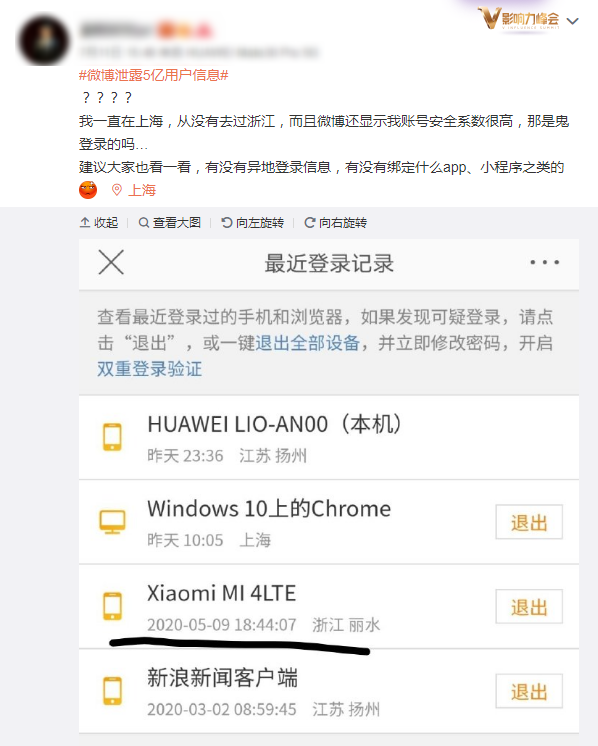 影响力峰会
#微博泄露5亿用户信息#
？？？？
我一直在上海，从没有去过浙江，而且微博还显示我账号安全系数很高，那是鬼
登录的吗...
建议大家也看一看，有没有异地登录信息，有没有绑定什么app、小程序之类的
上海
收起 查看大图 向左旋转 向右旋转
最近登录记录
查看最近登录过的手机和浏览器，如果发现可疑登录，请点
击“退出”，或一键退出全部设备，并立即修改密码，开启
双重登录验证
HUAWEI LIO-AN00（本机）
昨天 23:36 江苏 扬州
Windows 10上的Chrome
昨天 10:05 上海
退出
Xiaomi MI 4LTE
2020-05-09 18:44:07 浙江 丽水
退出
新浪新闻客户端
2020-03-02 08:59:45 江苏 扬州
退出